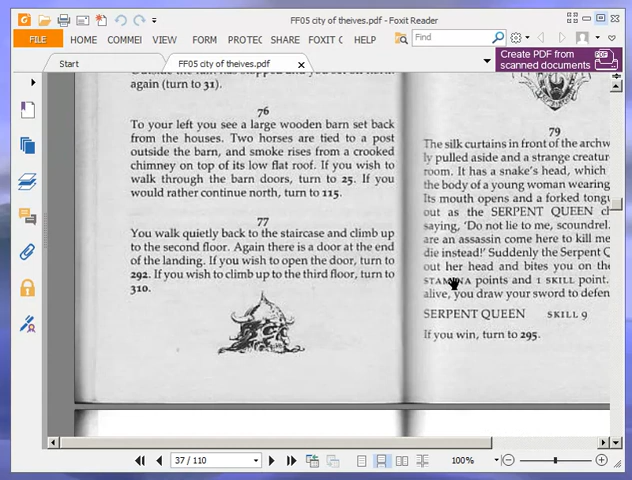 FF05 city of theives.pdf - Foxit Reader
FILE HOME COMMEI VIEW FORM PROTEC SHARE FOXIT C HELP Find
Start FF05 city of theives.pdf
Create PDF from
scanned documents
again (turn to 31).
76
To your left you see a large wooden barn set back
from the houses. Two horses are tied to a post
outside the barn, and smoke rises from a crooked
chimney on top of its low flat roof. If you wish to
walk through the barn doors, turn to 25. If you
would rather continue north, turn to 115.
77
You walk quietly back to the staircase and climb up
to the second floor. Again there is a door at the end
of the landing. If you wish to open the door, turn to
292. If you wish to climb up to the third floor, turn to
310.
79
The silk curtains in front of the archw
ly pulled aside and a strange creatur
room. It has a snake's head, which
the body of a young woman wearing
Its mouth opens and a forked tongu
out as the SERPENT QUEEN cl
saying, 'Do not lie to me, scoundrel.
are an assassin come here to kill me
die instead!' Suddenly the Serpent Q
out her head and bites you on the
STAMINA points and 1 SKILL point.
alive, you draw your sword to defen
SERPENT QUEEN SKILL 9
If you win, turn to 295.
37 / 110
100%